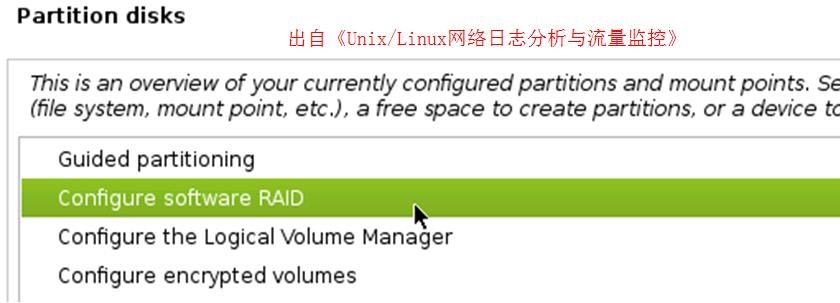 Partition disks
出自《Unix/Linux网络日志分析与流量监控》
This is an overview of your currently configured partitions and mount points. Se
(file system, mount point, etc.), a free space to create partitions, or a device to
Guided partitioning
Configure software RAID
Configure the Logical Volume Manager
Configure encrypted volumes